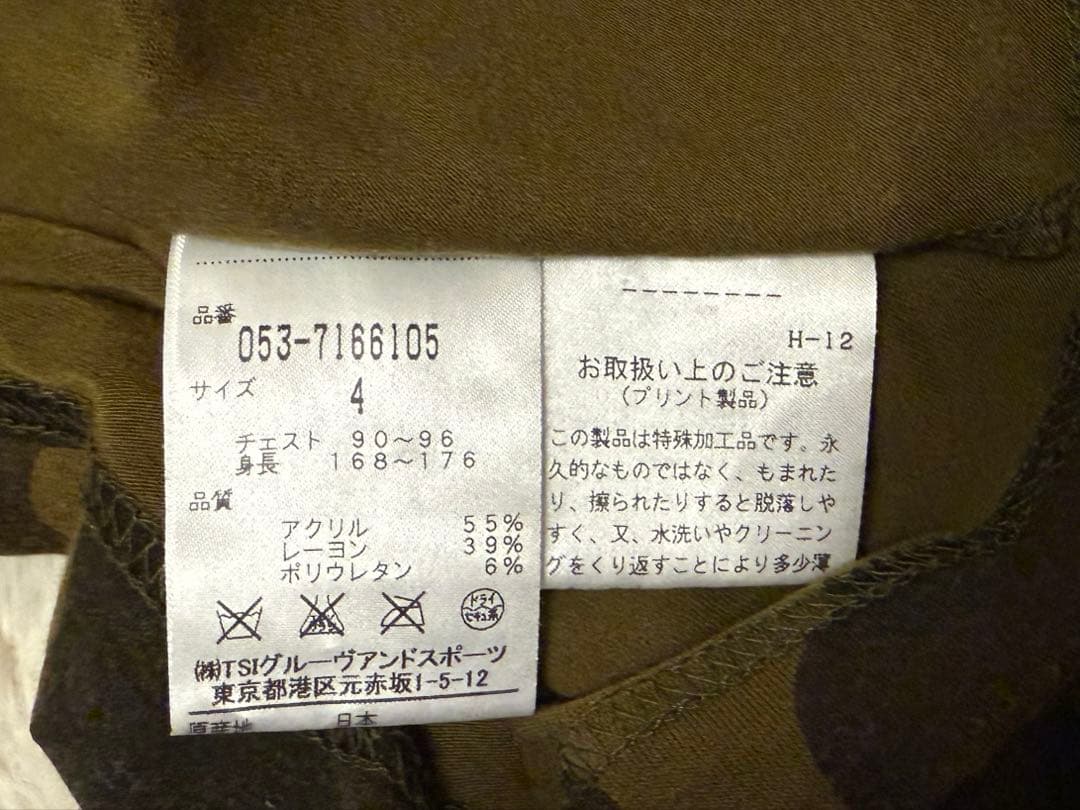 品番
053-7166105
サイズ
4
チェスト 90〜96
身長 168〜176
品質
アクリル 55%
レーヨン 39%
ポリウレタン 6%
ドライ
セキユ系
㈱TSIグルーヴアンドスポーツ
東京都港区元赤坂1-5-12
原産地 日本
--------
H-12
お取扱い上のご注意
(プリント製品)
この製品は特殊加工品です。永
久的なものではなく、もまれた
り、擦られたりすると脱落しや
すく、又、水洗いやクリーニン
グをくり返すことにより多少薄